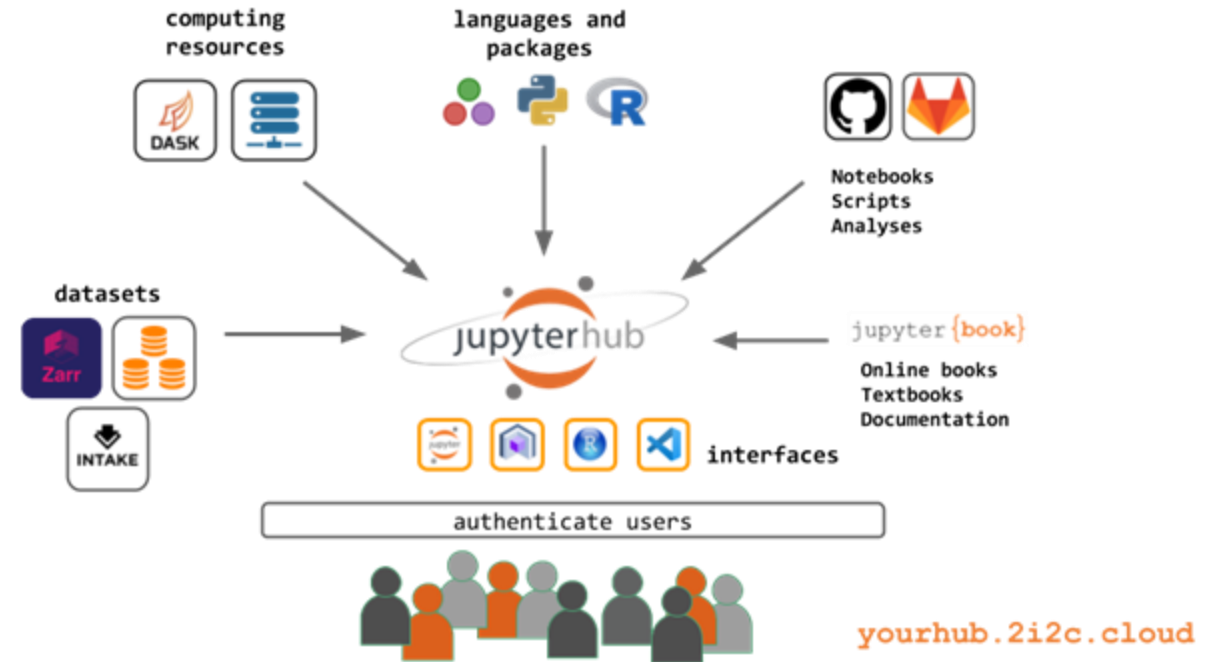 computing
resources
languages and
packages
DASK
R
Notebooks
Scripts
Analyses
datasets
Zarr
INTAKE
jupyterhub
jupyter {book}
Online books
Textbooks
Documentation
jupyter
R
interfaces
authenticate users
yourhub.2i2c.cloud